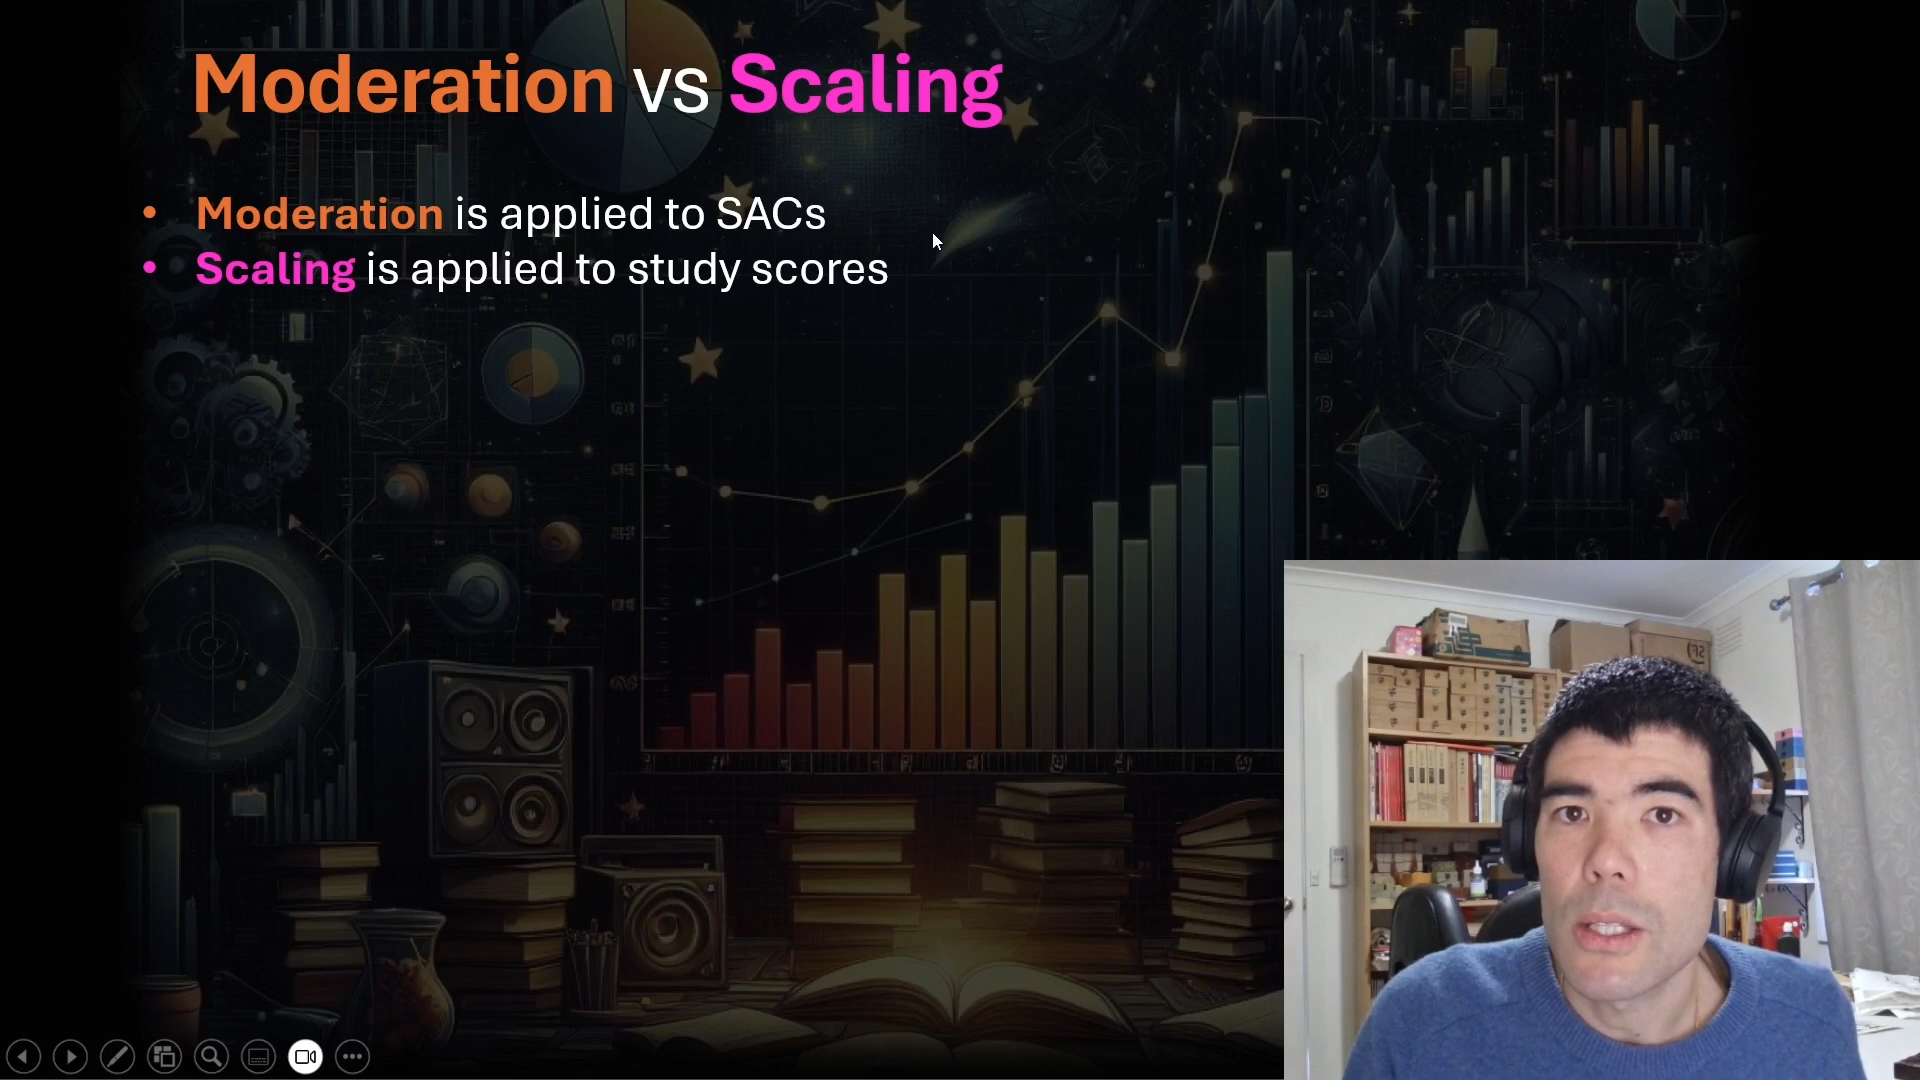 Moderation vs Scaling
• Moderation is applied to SACs
• Scaling is applied to study scores